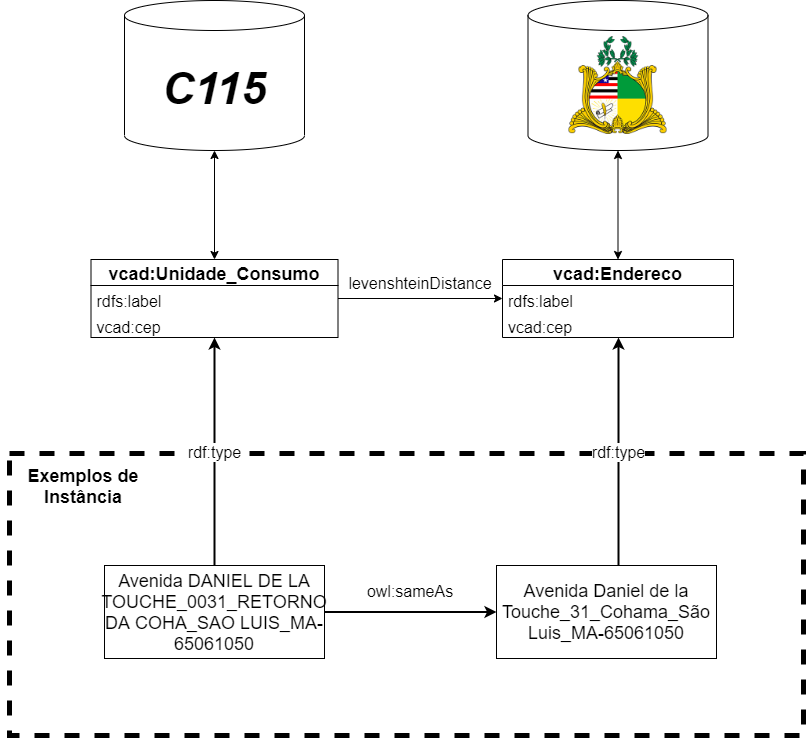 C115
vcad:Unidade_Consumo
rdfs:label
vcad:cep
levenshteinDistance
vcad:Endereco
rdfs:label
vcad:cep
rdf:type
rdf:type
Exemplos de
Instância
Avenida DANIEL DE LA
TOUCHE_0031_RETORNO
DA COHA_SAO LUIS_MA-
65061050
owl:sameAs
Avenida Daniel de la
Touche_31_Cohama_São
Luis_MA-65061050